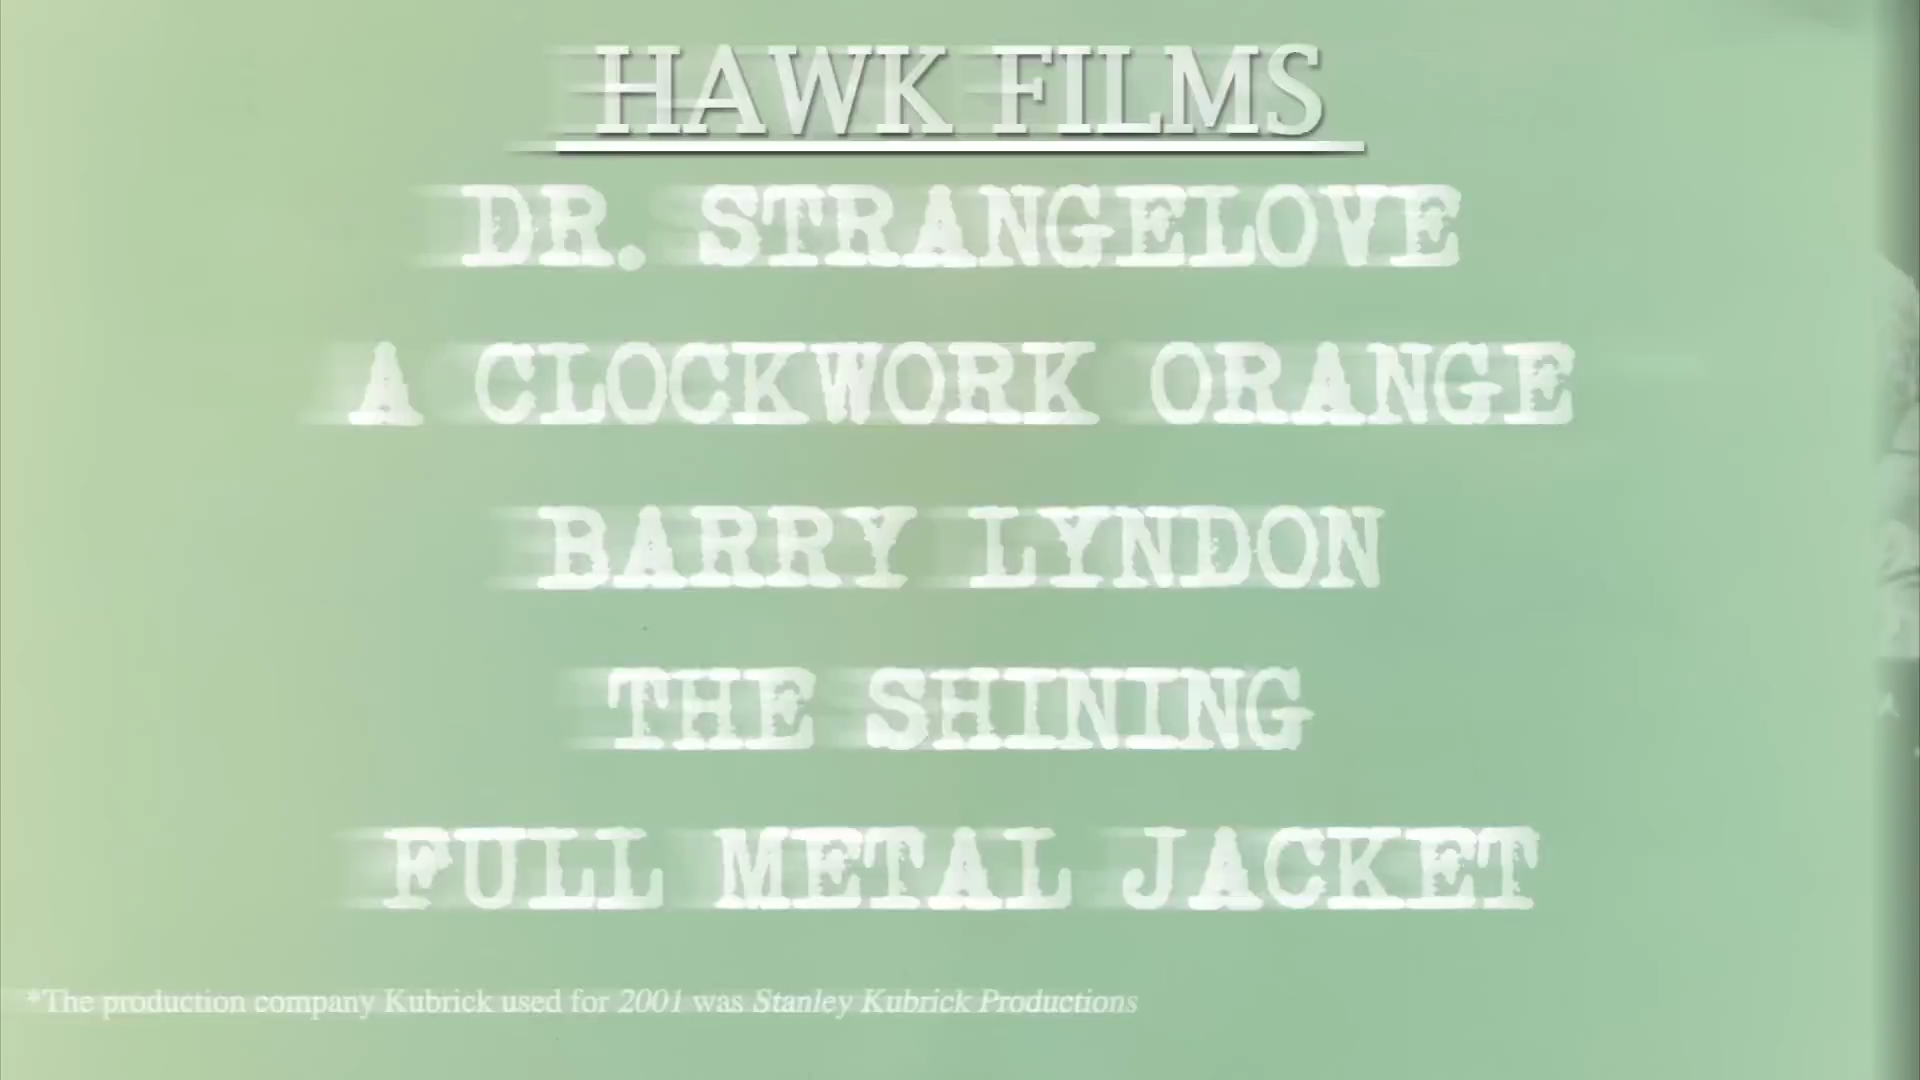 HAWK FILMS
DR. STRANGELOVE
A CLOCKWORK ORANGE
BARRY LYNDON
THE SHINING
FULL METAL JACKET
*The production company Kubrick used for 2001 was Stanley Kubrick Productions